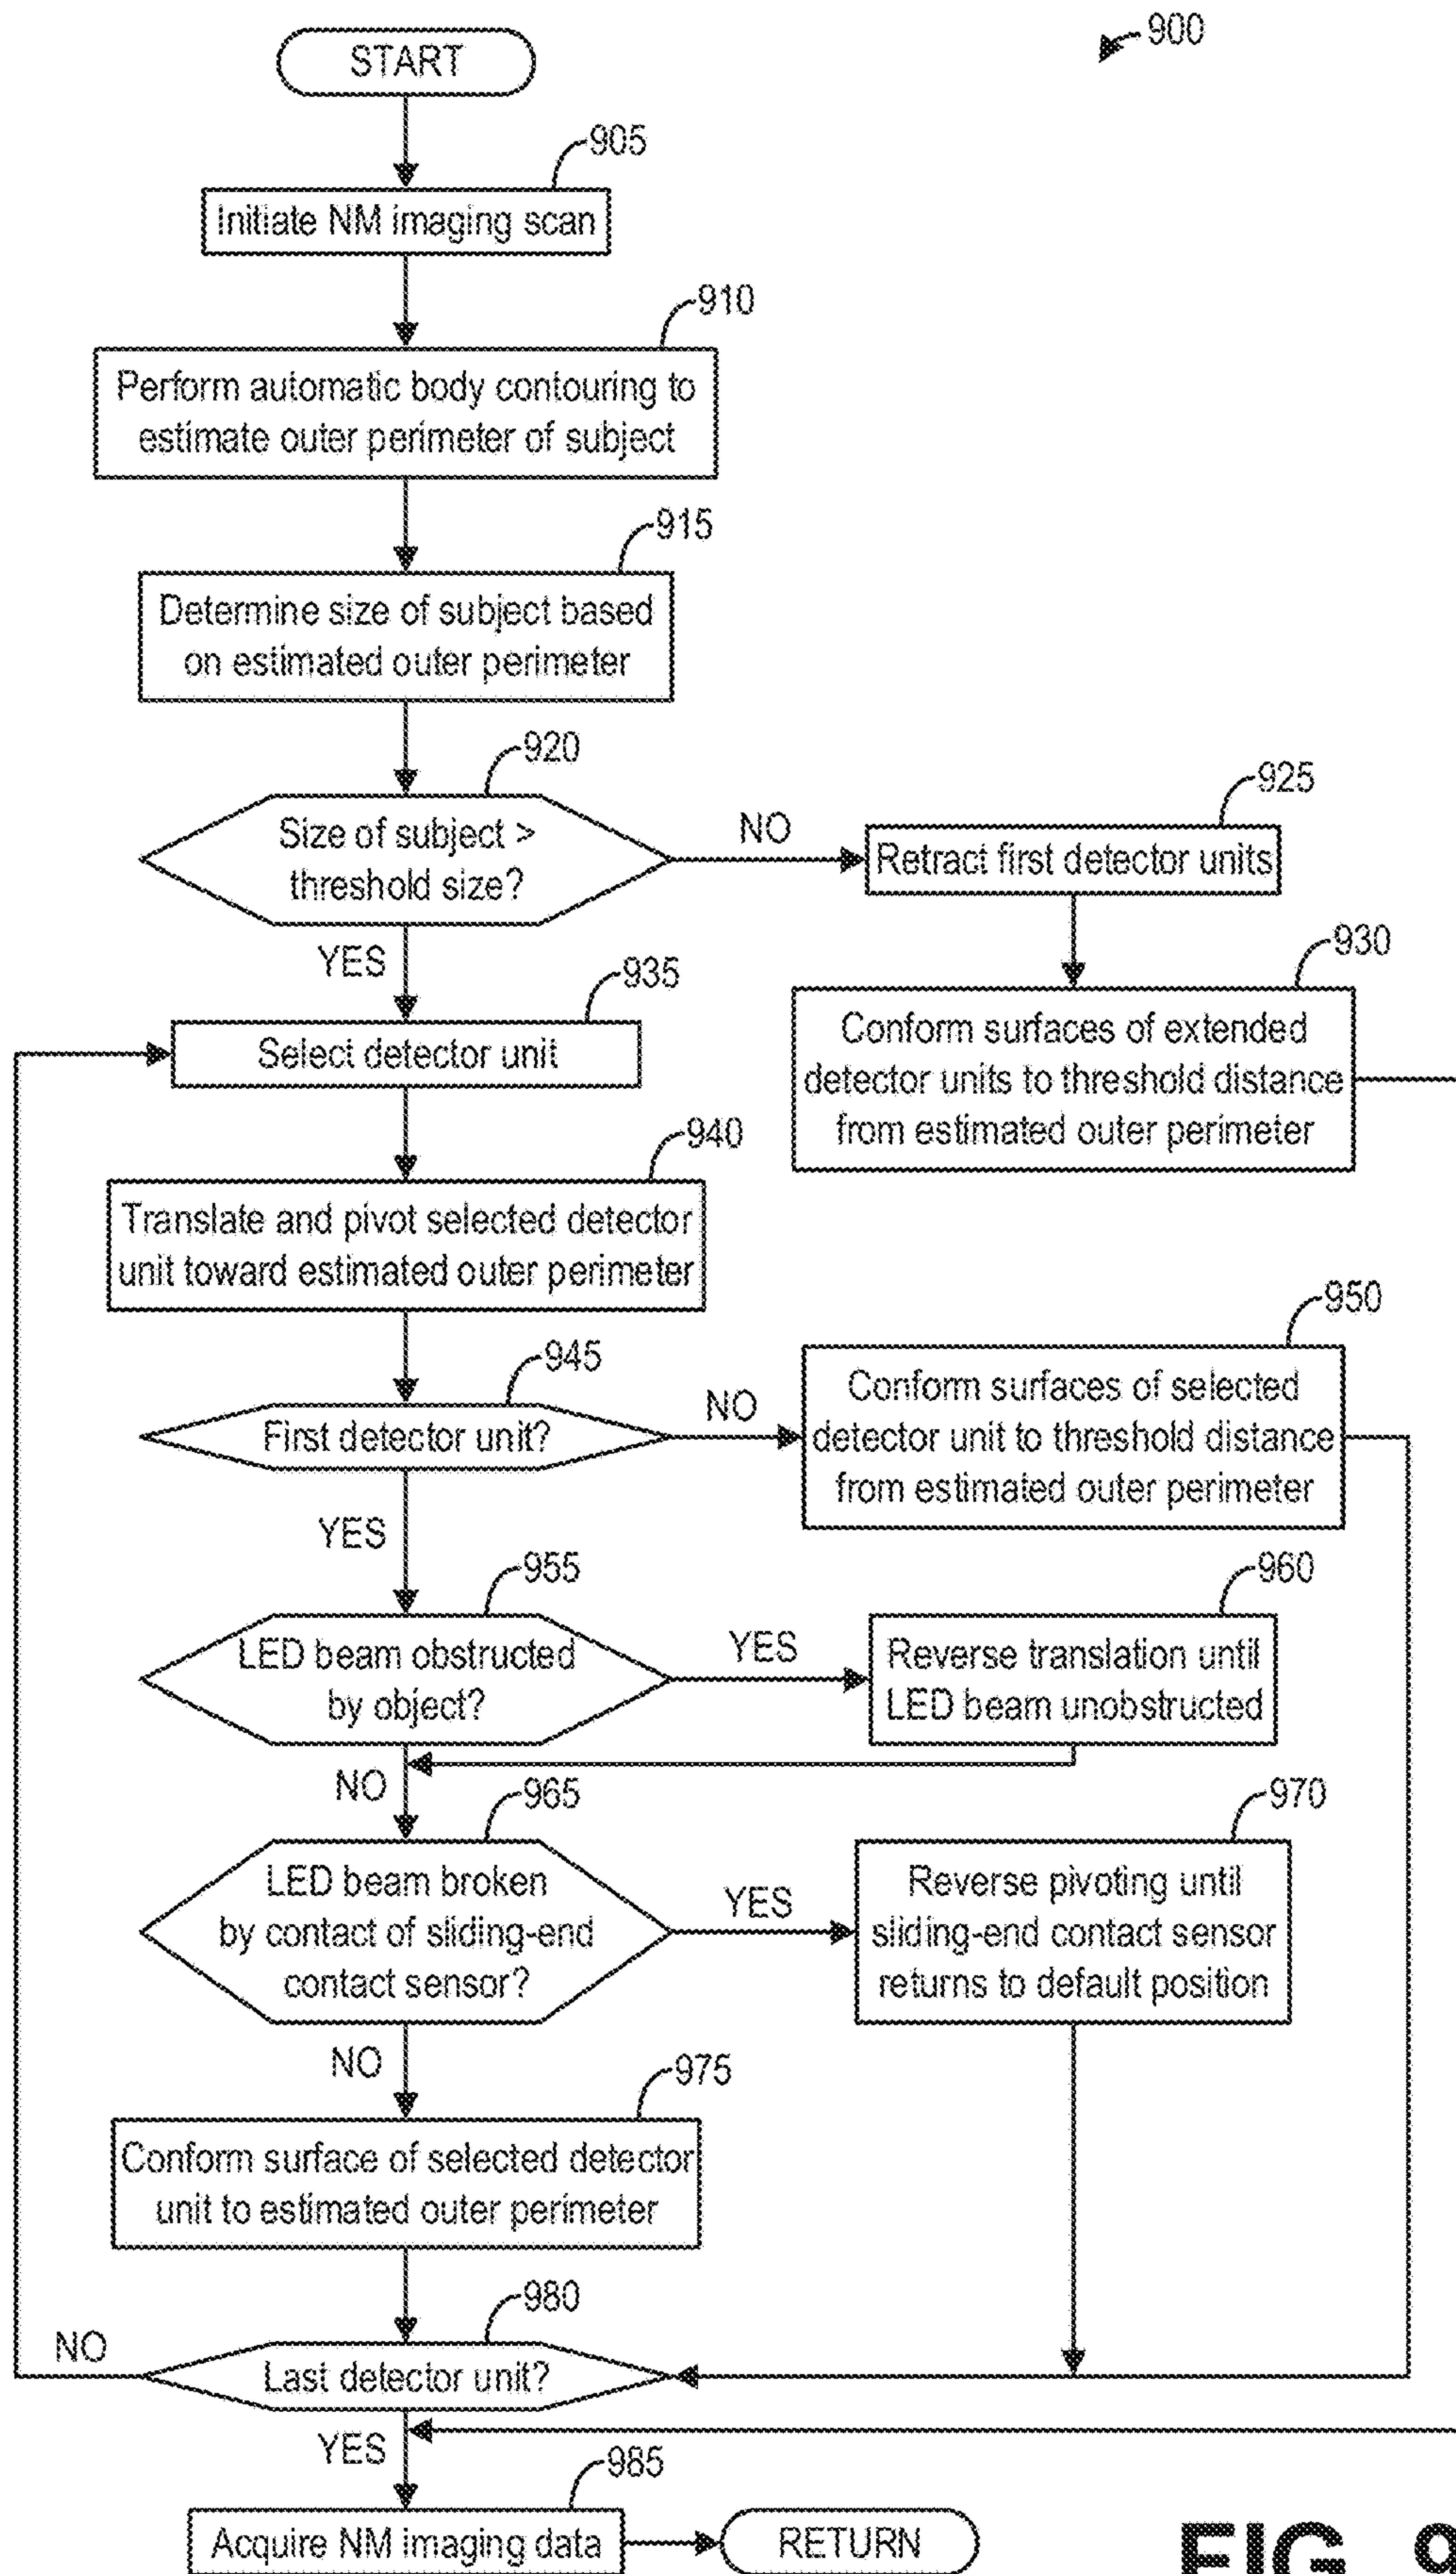 900
START
905
Initiate NM imaging scan
910
Perform automatic body contouring to
estimate outer perimeter of subject
915
Determine size of subject based
on estimated outer perimeter
920
Size of subject >
threshold size?
NO
925
Retract first detector units
930
Conform surfaces of extended
detector units to threshold distance
from estimated outer perimeter
YES
935
Select detector unit
940
Translate and pivot selected detector
unit toward estimated outer perimeter
945
First detector unit?
NO
950
Conform surfaces of selected
detector unit to threshold distance
from estimated outer perimeter
YES
955
LED beam obstructed
by object?
YES
960
Reverse translation until
LED beam unobstructed
NO
965
LED beam broken
by contact of sliding-end
contact sensor?
YES
970
Reverse pivoting until
sliding-end contact sensor
returns to default position
NO
975
Conform surface of selected detector
unit to estimated outer perimeter
980
Last detector unit?
NO
YES
985
Acquire NM imaging data
RETURN
FIG. 9